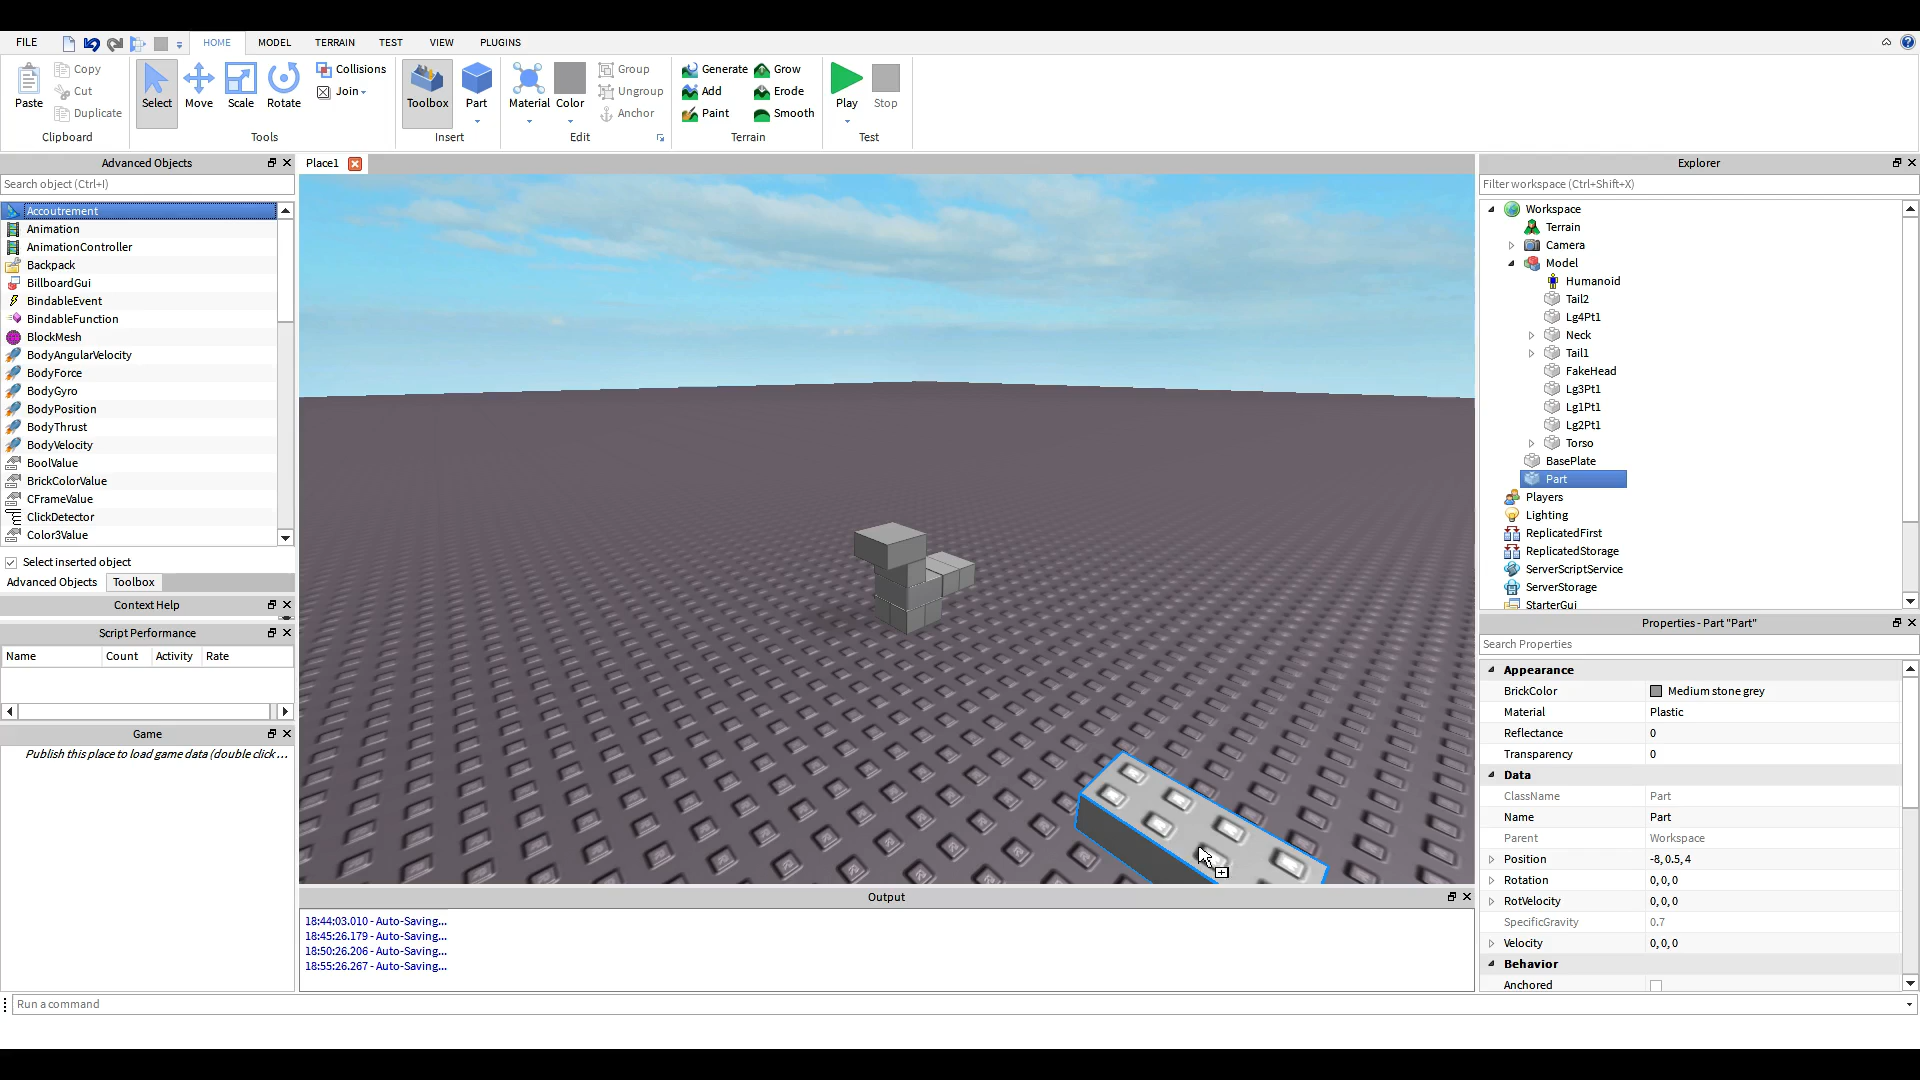 FILE HOME MODEL TERRAIN TEST VIEW PLUGINS
Paste Copy Cut Duplicate
Clipboard
Select Move Scale Rotate Collisions Join
Tools
Toolbox Part
Insert
Material Color Group Ungroup Anchor
Edit
Generate Grow
Add Erode
Paint Smooth
Terrain
Play Stop
Test
Advanced Objects
Search object (Ctrl+I)
Accoutrement
Animation
AnimationController
Backpack
BillboardGui
BindableEvent
BindableFunction
BlockMesh
BodyAngularVelocity
BodyForce
BodyGyro
BodyPosition
BodyThrust
BodyVelocity
BoolValue
BrickColorValue
CFrameValue
ClickDetector
Color3Value
Select inserted object
Advanced Objects Toolbox
Context Help
Script Performance
Name Count Activity Rate
Game
Publish this place to load game data (double click ...
Place1
Output
18:44:03.010 - Auto-Saving...
18:45:26.179 - Auto-Saving...
18:50:26.206 - Auto-Saving...
18:55:26.267 - Auto-Saving...
Run a command
Explorer
Filter workspace (Ctrl+Shift+X)
Workspace
Terrain
Camera
Model
Humanoid
Tail2
Lg4Pt1
Neck
Tail1
FakeHead
Lg3Pt1
Lg1Pt1
Lg2Pt1
Torso
BasePlate
Part
Players
Lighting
ReplicatedFirst
ReplicatedStorage
ServerScriptService
ServerStorage
StarterGui
Properties - Part "Part"
Search Properties
Appearance
BrickColor Medium stone grey
Material Plastic
Reflectance 0
Transparency 0
Data
ClassName Part
Name Part
Parent Workspace
Position -8, 0.5, 4
Rotation 0, 0, 0
RotVelocity 0, 0, 0
SpecificGravity 0.7
Velocity 0, 0, 0
Behavior
Anchored